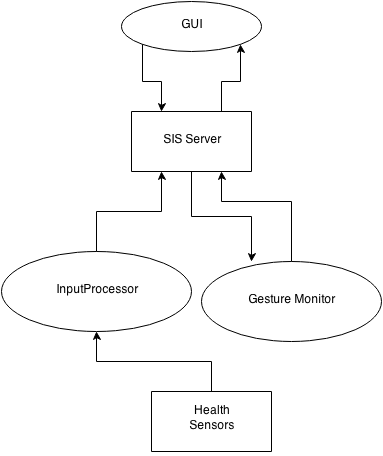 GUI
SIS Server
InputProcessor
Gesture Monitor
Health
Sensors